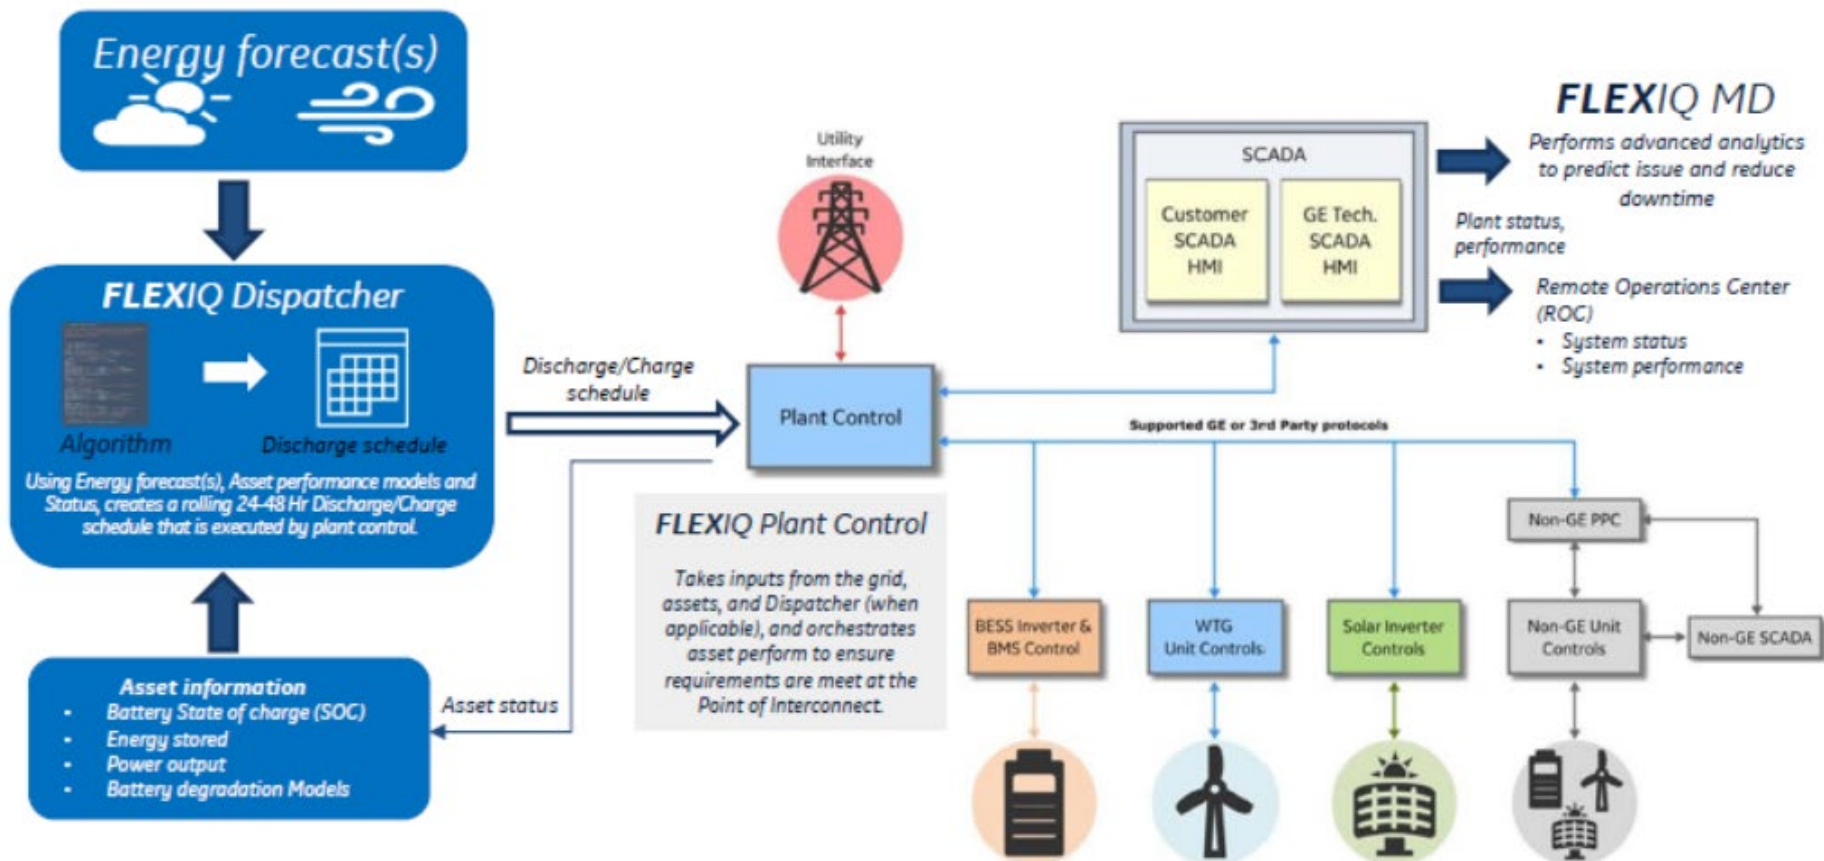 Energy forecast(s)
FLEXIQ Dispatcher
Algorithm
Discharge schedule
Using Energy forecast(s), Asset performance models and
Status, creates a rolling 24-48 Hr Discharge/Charge
schedule that is executed by plant control.
Asset information
- Battery State of charge (SOC)
- Energy stored
- Power output
- Battery degradation Models
Discharge/Charge
schedule
Asset status
Utility
Interface
Plant Control
FLEXIQ Plant Control
Takes inputs from the grid,
assets, and Dispatcher (when
applicable), and orchestrates
asset perform to ensure
requirements are meet at the
Point of Interconnect.
SCADA
Customer
SCADA
HMI
GE Tech.
SCADA
HMI
FLEXIQ MD
Performs advanced analytics
to predict issue and reduce
downtime
Plant status,
performance
Remote Operations Center
(ROC)
• System status
• System performance
Supported GE or 3rd Party protocols
BESS Inverter &
BMS Control
WTG
Unit Controls
Solar Inverter
Controls
Non-GE PPC
Non-GE Unit
Controls
Non-GE SCADA